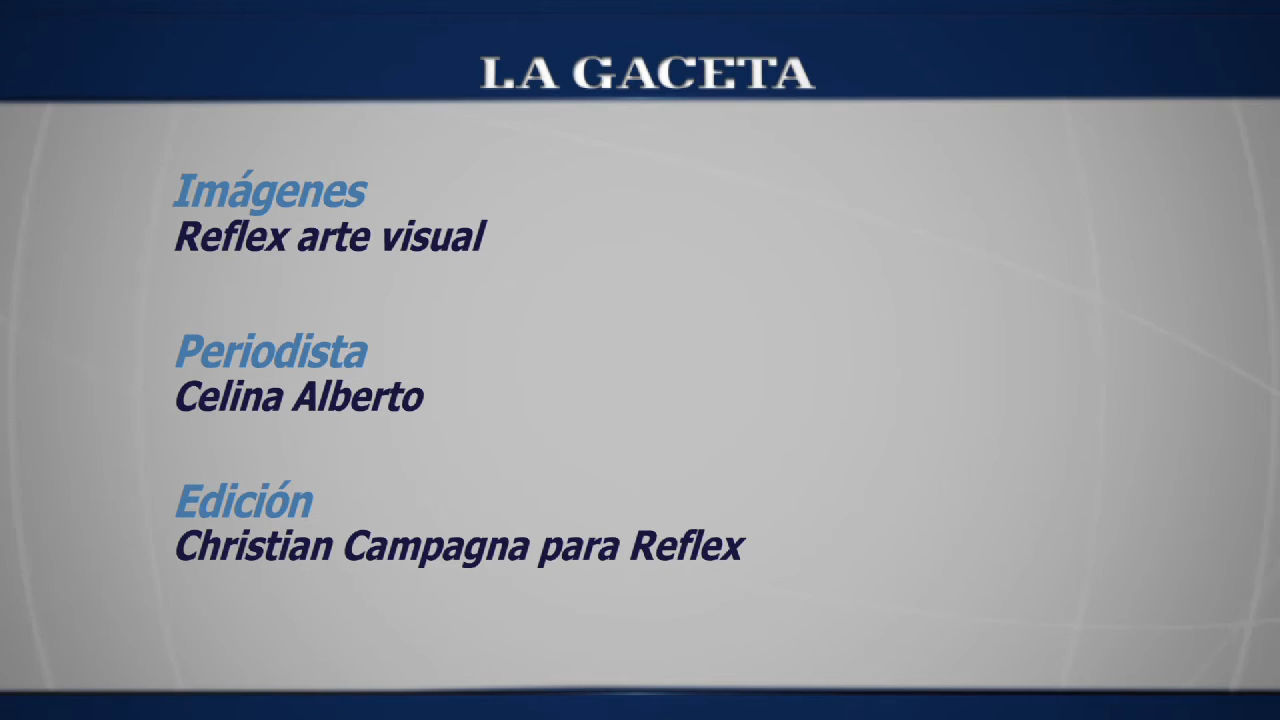 LA GACETA
Imágenes
Reflex arte visual
Periodista
Celina Alberto
Edición
Christian Campagna para Reflex